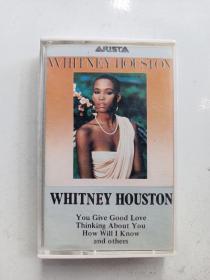 ARISTA
WHITNEY HOUSTON
WHITNEY HOUSTON
You Give Good Love
Thinking About You
How Will I Know
and others